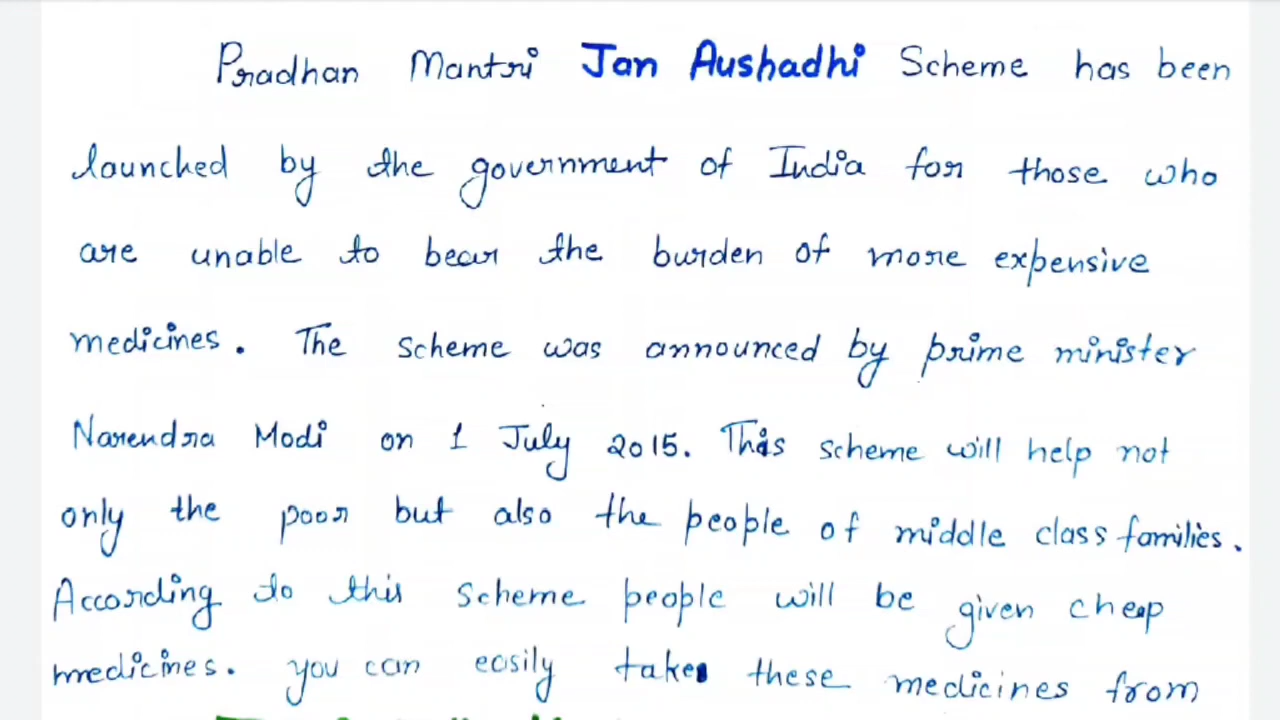 Pradhan Mantri Jan Aushadhi Scheme has been
launched by the government of India for those who
are unable to bear the burden of more expensive
medicines. The scheme was announced by prime minister
Narendra Modi on 1 July 2015. This scheme will help not
only the poor but also the people of middle class families.
According to this scheme people will be given cheap
medicines. you can easily take these medicines from